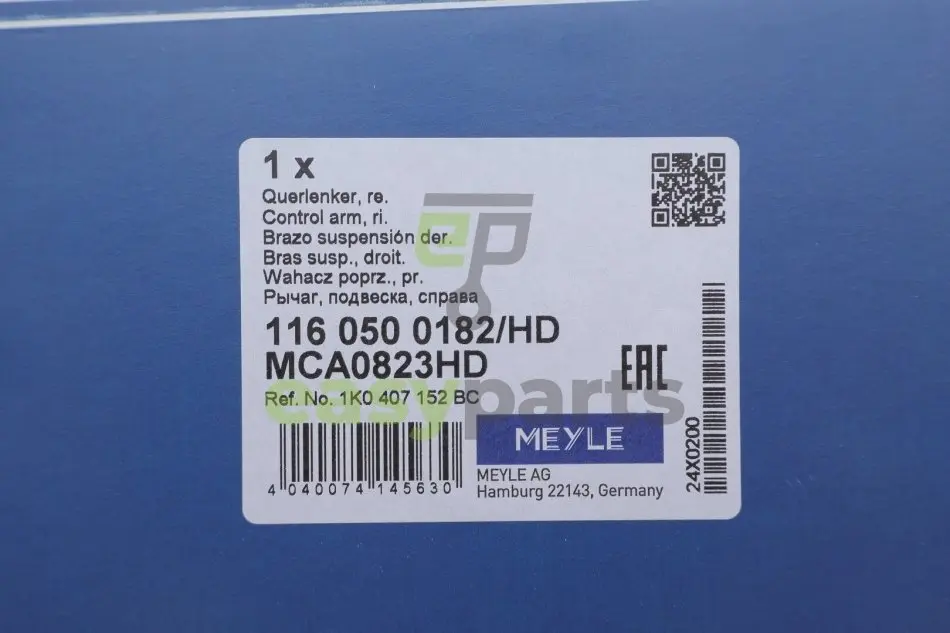 1 x
Querlenker, re.
Control arm, ri.
Brazo suspensión der.
Bras susp., droit.
Wahacz poprz., pr.
Рычаг, подвеска, справа
116 050 0182/HD
MCA0823HD
Ref. No. 1K0 407 152 BC
EAC
ep
easyparts
MEYLE
MEYLE AG
Hamburg 22143, Germany
4 040074 145630
24X0200